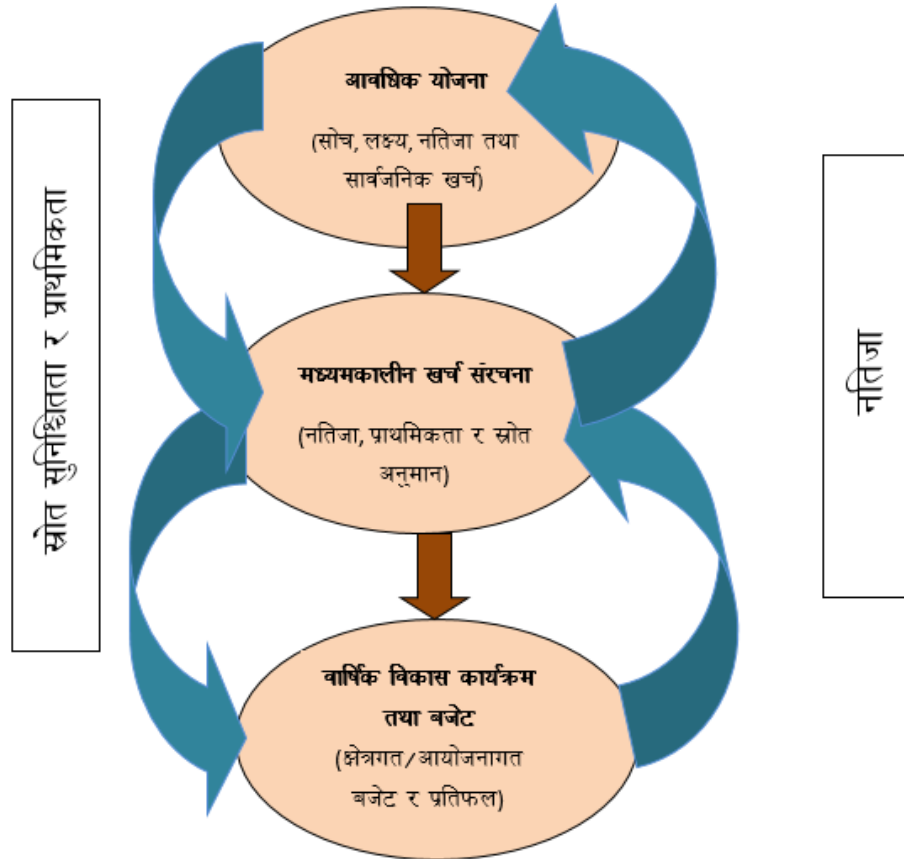 स्रोत सुनिश्चितता र प्राथमिकता
आवधिक योजना
(सोच, लक्ष्य, नतिजा तथा
सार्वजनिक खर्च)
मध्यमकालीन खर्च संरचना
(नतिजा, प्राथमिकता र स्रोत
अनुमान)
वार्षिक विकास कार्यक्रम
तथा बजेट
(क्षेत्रगत/आयोजनागत
बजेट र प्रतिफल)
नतिजा